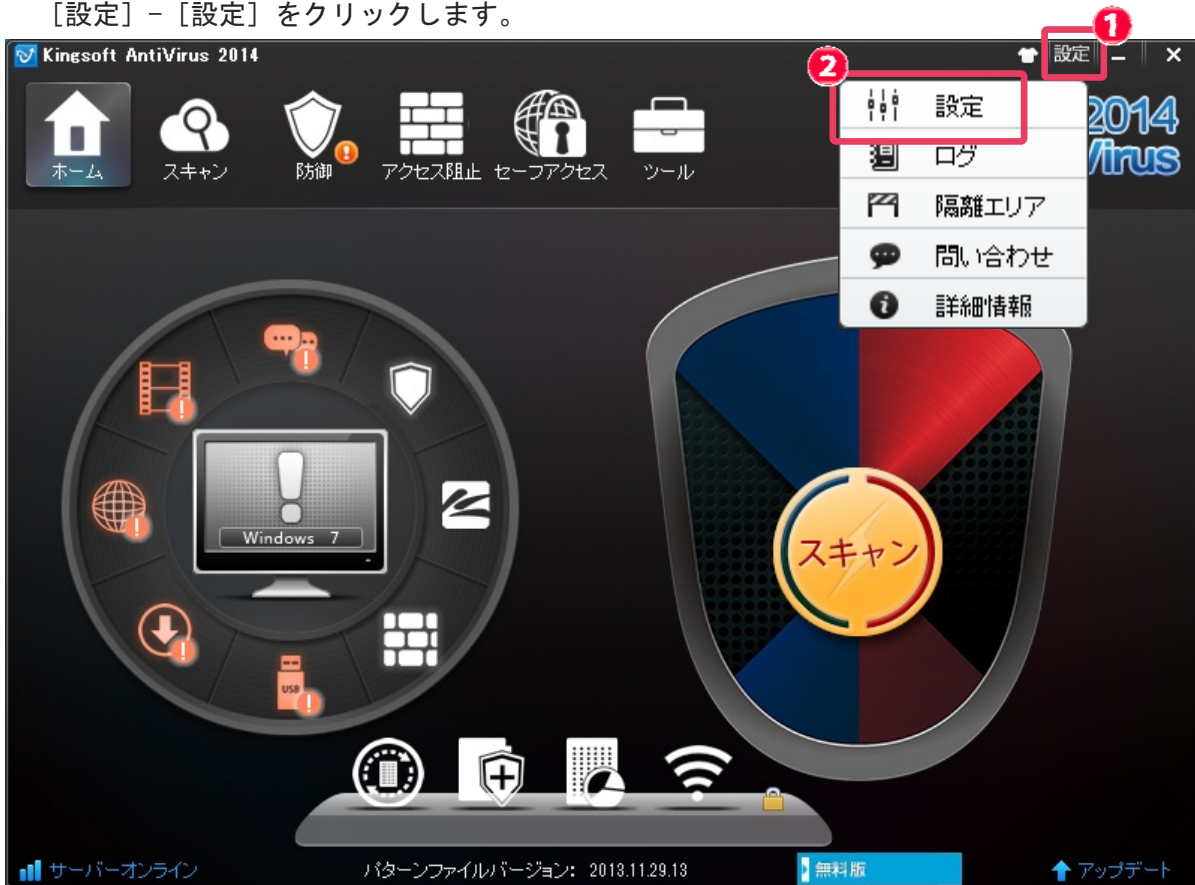 ［設定］-［設定］をクリックします。
1
Kingsoft AntiVirus 2014
設定
2
設定
2014
Virus
ホーム
スキャン
防御
アクセス阻止
セーフアクセス
ツール
ログ
隔離エリア
問い合わせ
詳細情報
Windows 7
スキャン
USB
サーバーオンライン
パターンファイルバージョン: 2013.11.29.13
無料版
アップデート